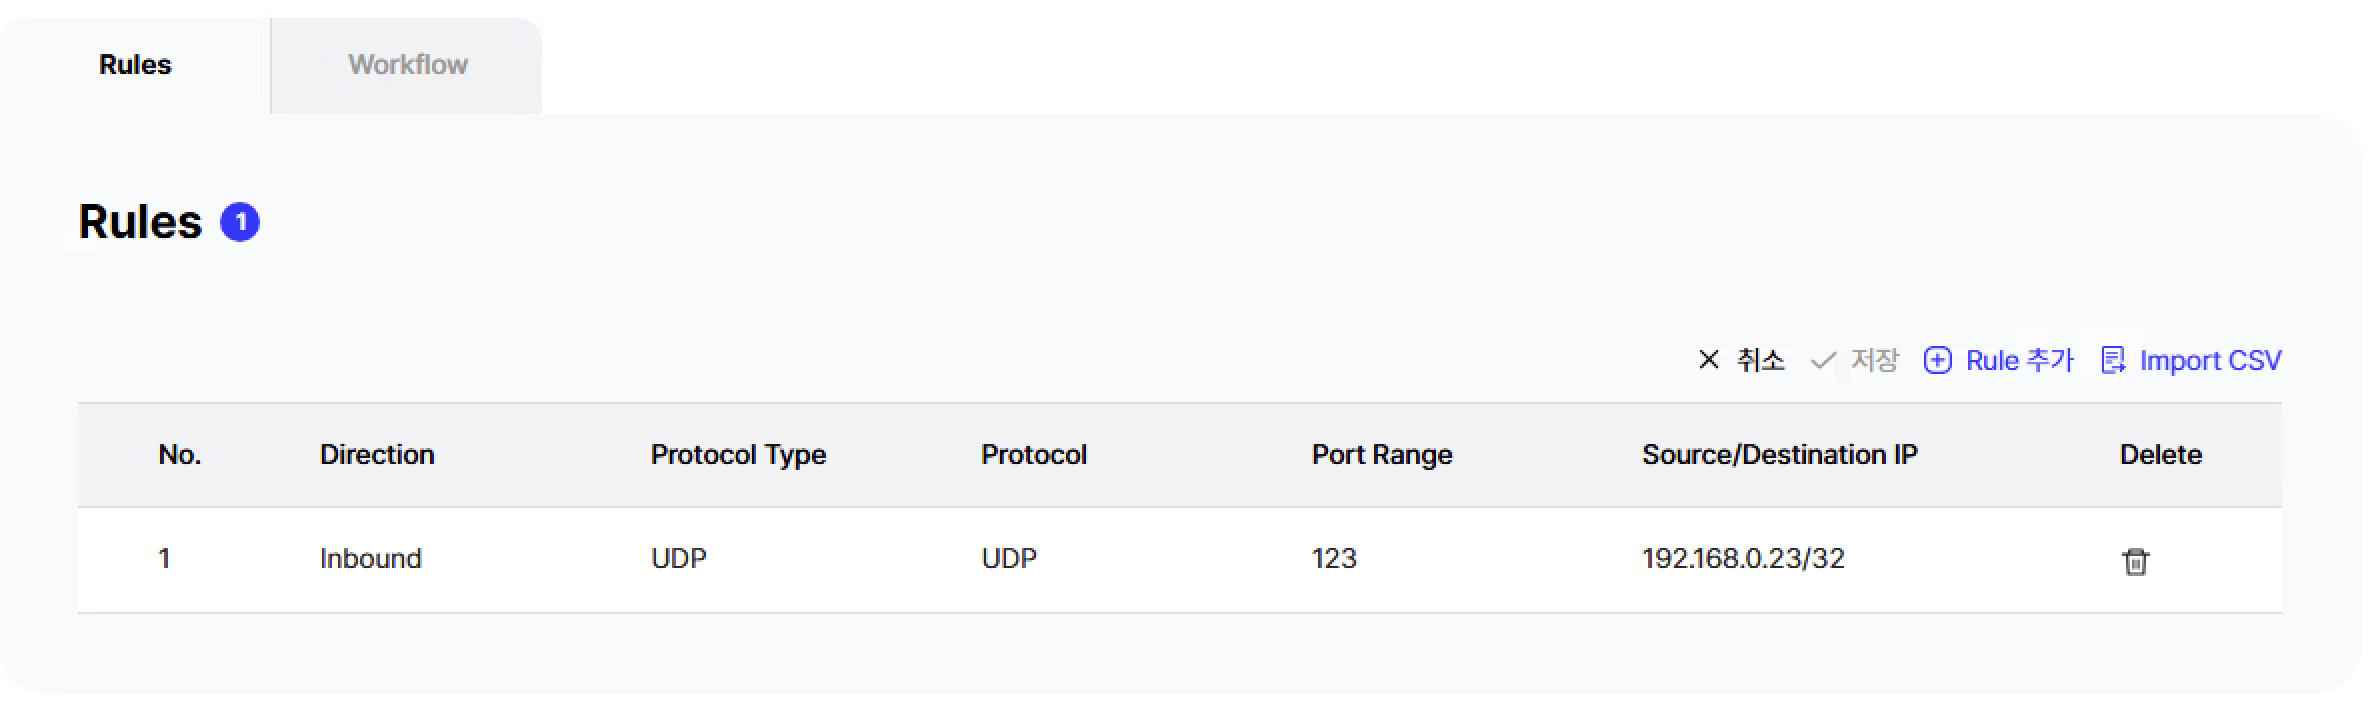 Rules Workflow
Rules 1
취소 저장 Rule 추가 Import CSV
No. Direction Protocol Type Protocol Port Range Source/Destination IP Delete
1 Inbound UDP UDP 123 192.168.0.23/32